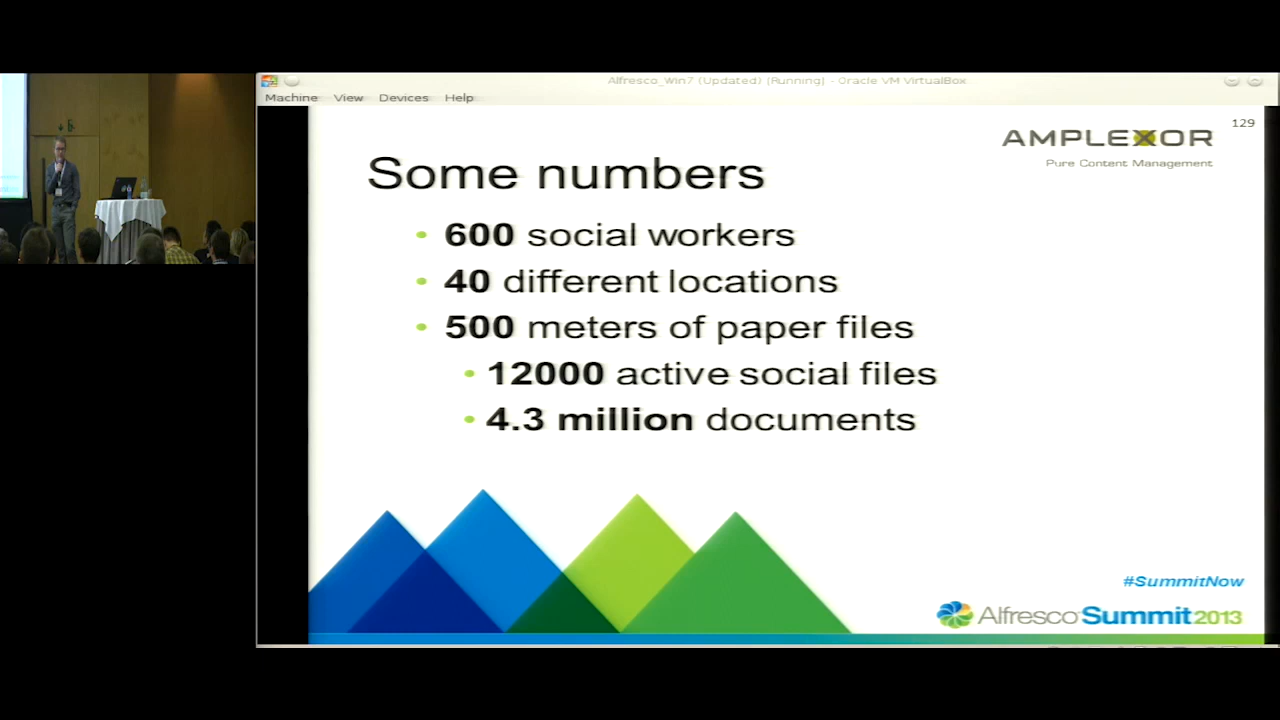 Alfresco_Win7 (Updated) [Running] - Oracle VM VirtualBox
Machine View Devices Help
129
AMPLEXOR
Pure Content Management
Some numbers
• 600 social workers
• 40 different locations
• 500 meters of paper files
• 12000 active social files
• 4.3 million documents
#SummitNow
Alfresco Summit 2013